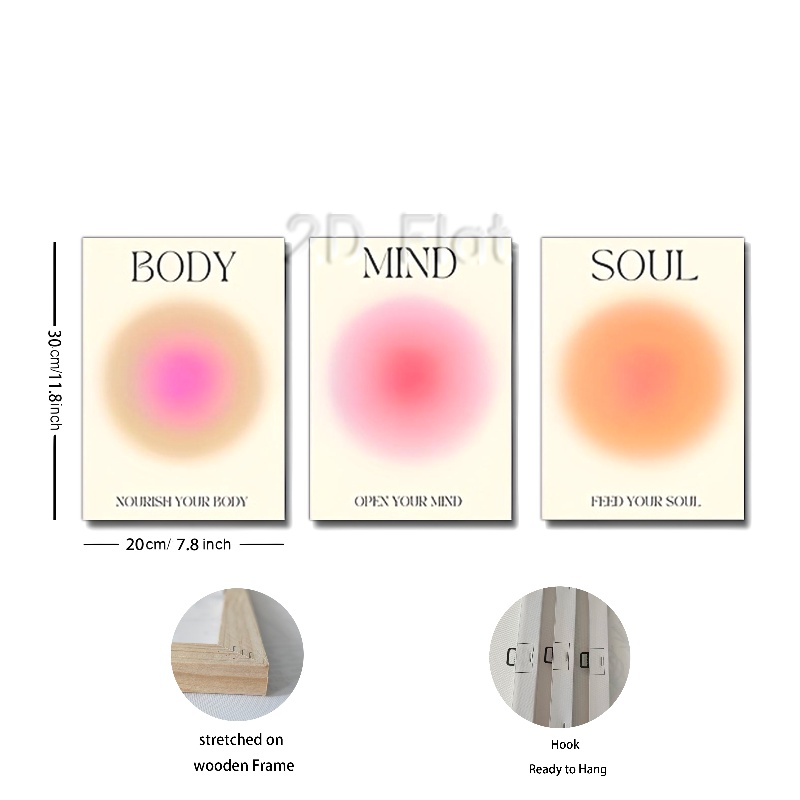 2D Flat
BODY
MIND
SOUL
30cm/11.8inch
NOURISH YOUR BODY
OPEN YOUR MIND
FEED YOUR SOUL
20cm/ 7.8 inch
stretched on
wooden Frame
Hook
Ready to Hang